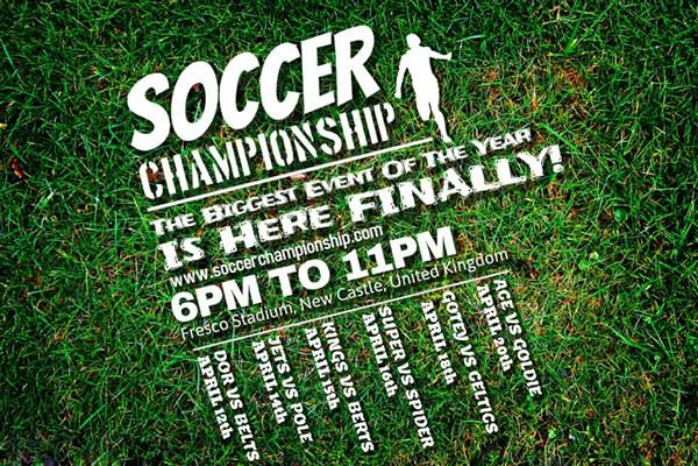 SOCCER
CHAMPIONSHIP
THE BIGGEST EVENT OF THE YEAR
IS HERE FINALLY!
www.soccerchampionship.com
6PM TO 11PM
Fresco Stadium, New Castle, United Kingdom
DOR VS BELTS
APRIL 12th
JETS VS POLE
APRIL 14th
KINGS VS BERTS
APRIL 15th
SUPER VS SPIDER
APRIL 16th
GOTEY VS CELTICS
APRIL 18th
ACE VS GOLDIE
APRIL 20th